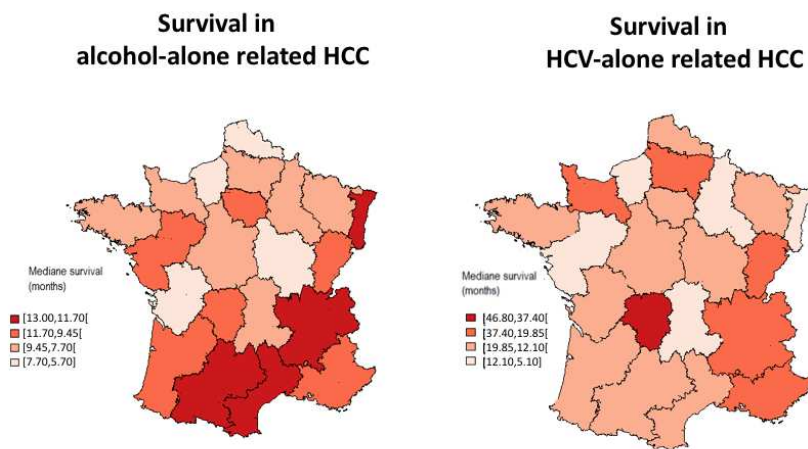 Survival in
alcohol-alone related HCC
Mediane survival
(months)
[13.00,11.70[
[11.70,9.45[
[9.45,7.70[
[7.70,5.70[
Survival in
HCV-alone related HCC
Mediane survival
(months)
[46.80,37.40[
[37.40,19.85[
[19.85,12.10[
[12.10,5.10[